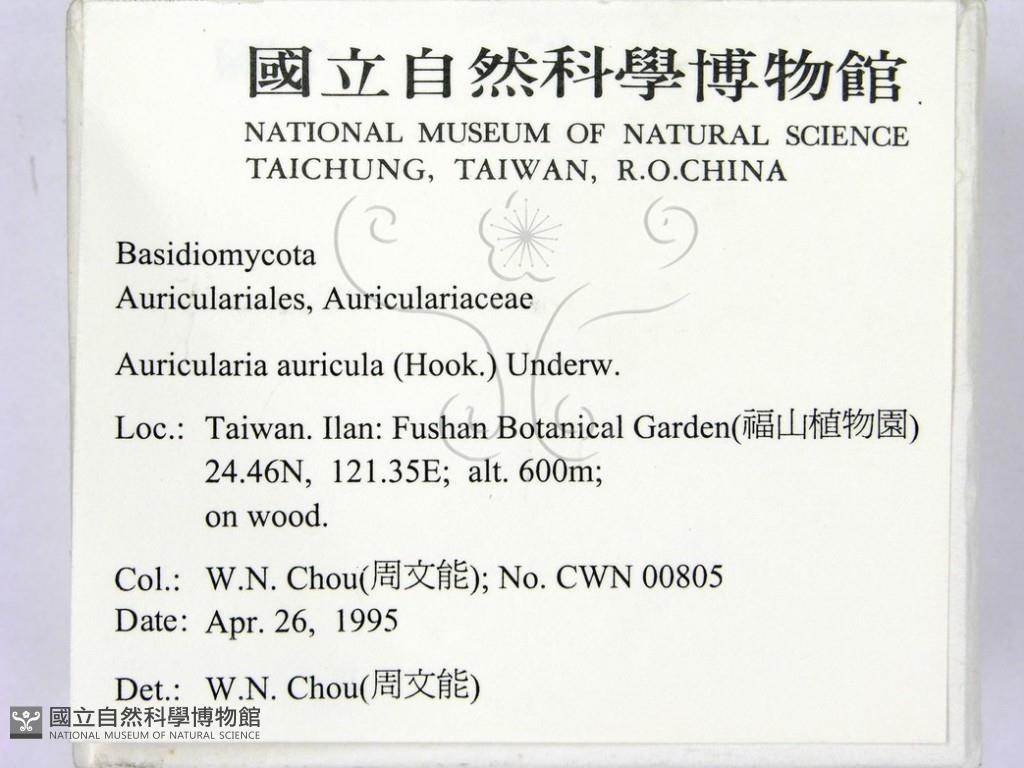 國立自然科學博物館
NATIONAL MUSEUM OF NATURAL SCIENCE
TAICHUNG, TAIWAN, R.O.CHINA
Basidiomycota
Auriculariales, Auriculariaceae
Auricularia auricula (Hook.) Underw.
Loc.: Taiwan. Ilan: Fushan Botanical Garden(福山植物園)
24.46N, 121.35E; alt. 600m;
on wood.
Col.: W.N. Chou(周文能); No. CWN 00805
Date: Apr. 26, 1995
Det.: W.N. Chou(周文能)
國立自然科學博物館
NATIONAL MUSEUM OF NATURAL SCIENCE